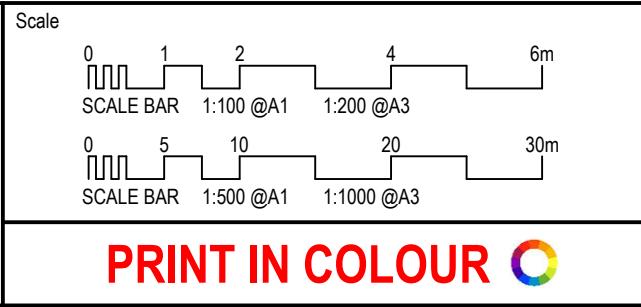 Scale
0 1 2 4 6m
SCALE BAR 1:100 @A1 1:200 @A3
0 5 10 20 30m
SCALE BAR 1:500 @A1 1:1000 @A3
PRINT IN COLOUR